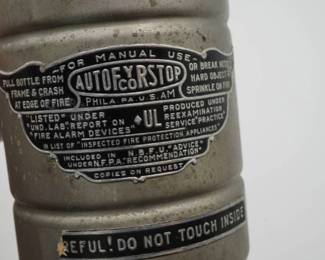 FOR MANUAL USE
PULL BOTTLE FROM
FRAME & CRASH
AT EDGE OF FIRE
AUTOFYRSTOP
CO
PHILA PA. U.S.AM
OR BREAK NECK
HARD OBJECT &
SPRINKLE ON FIRE
"LISTED" UNDER
"UND. LAB. REPORT ON
FIRE ALARM DEVICES"
UL
PRODUCED UNDER
REEXAMINATION
SERVICE PRACTICE"
IN LIST OF "INSPECTED FIRE PROTECTION APPLIANCES"
INCLUDED IN N.B.F.U. "ADVICE"
UNDER N.F.P.A. "RECOMMENDATION"
COPIES ON REQUEST
REFUL! DO NOT TOUCH INSIDE